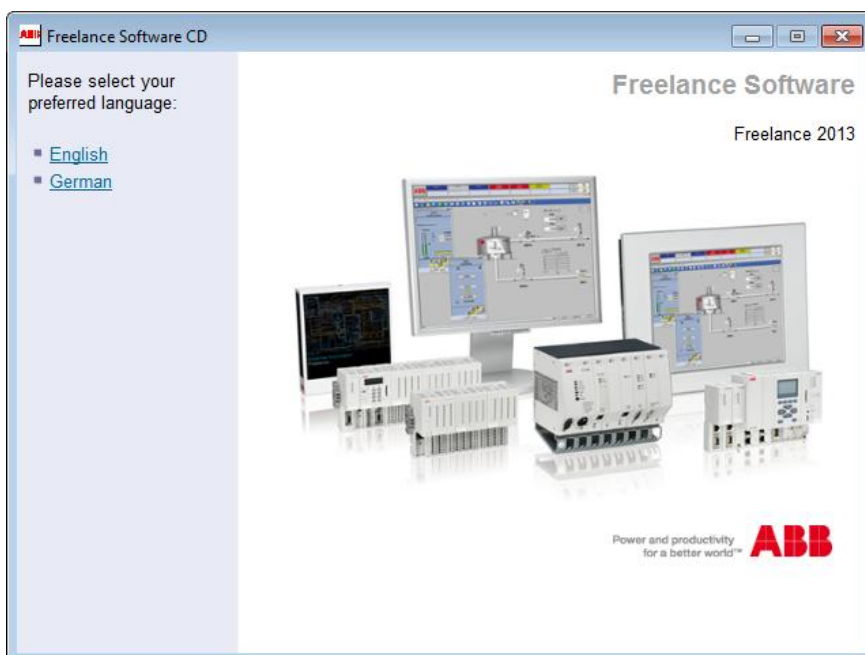 ABB Freelance Software CD
Please select your
preferred language:
English
German
Freelance Software
Freelance 2013
Power and productivity
for a better world™
ABB